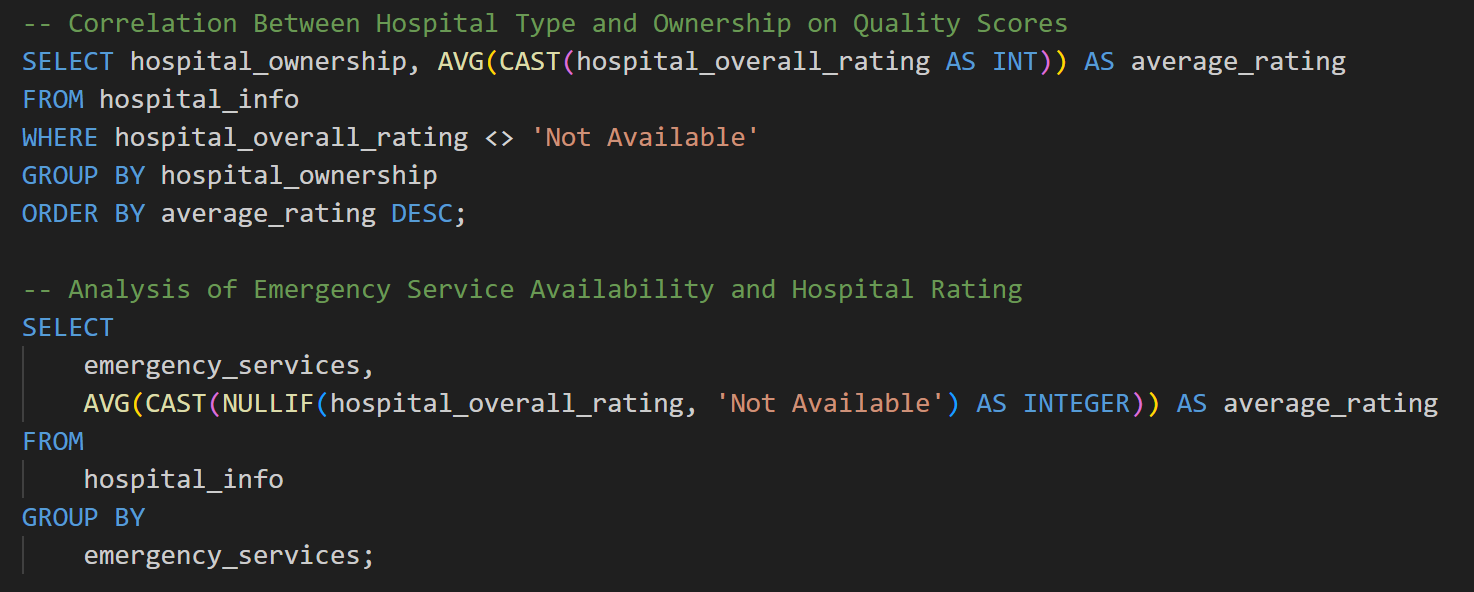 -- Correlation Between Hospital Type and Ownership on Quality Scores
SELECT hospital_ownership, AVG(CAST(hospital_overall_rating AS INT)) AS average_rating
FROM hospital_info
WHERE hospital_overall_rating <> 'Not Available'
GROUP BY hospital_ownership
ORDER BY average_rating DESC;

-- Analysis of Emergency Service Availability and Hospital Rating
SELECT
    emergency_services,
    AVG(CAST(NULLIF(hospital_overall_rating, 'Not Available') AS INTEGER)) AS average_rating
FROM
    hospital_info
GROUP BY
    emergency_services;